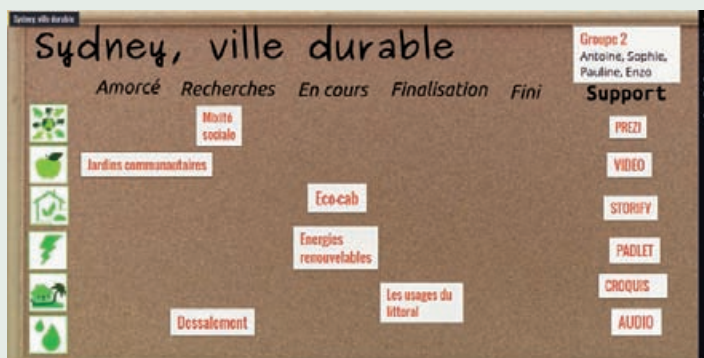 Sydney, ville durable
Sydney, ville durable
Groupe 2
Antoine, Sophie,
Pauline, Enzo
Amorcé Recherches En cours Finalisation Fini Support
Mixité
sociale
PREZI
Jardins communautaires
VIDEO
Eco-cab
STORIFY
Energies
renouvelables
PADLET
Les usages du
littoral
CROQUIS
Dessalement
AUDIO